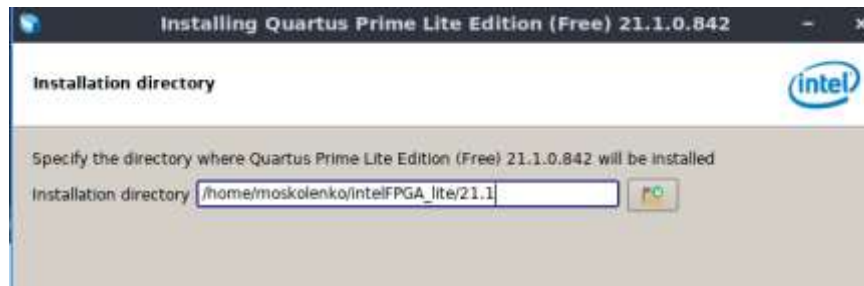 Installing Quartus Prime Lite Edition (Free) 21.1.0.842
Installation directory
intel
Specify the directory where Quartus Prime Lite Edition (Free) 21.1.0.842 will be installed
Installation directory /home/moskolenko/intelFPGA_lite/21.1